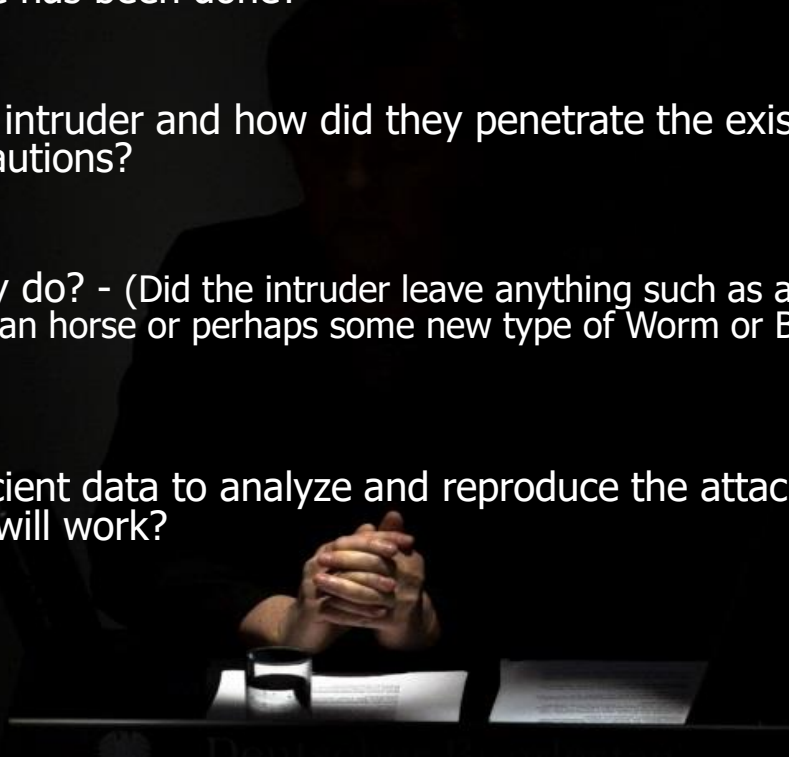 e has been done?
intruder and how did they penetrate the exis
autions?
y do? - (Did the intruder leave anything such as a
an horse or perhaps some new type of Worm or B
cient data to analyze and reproduce the attac
will work?